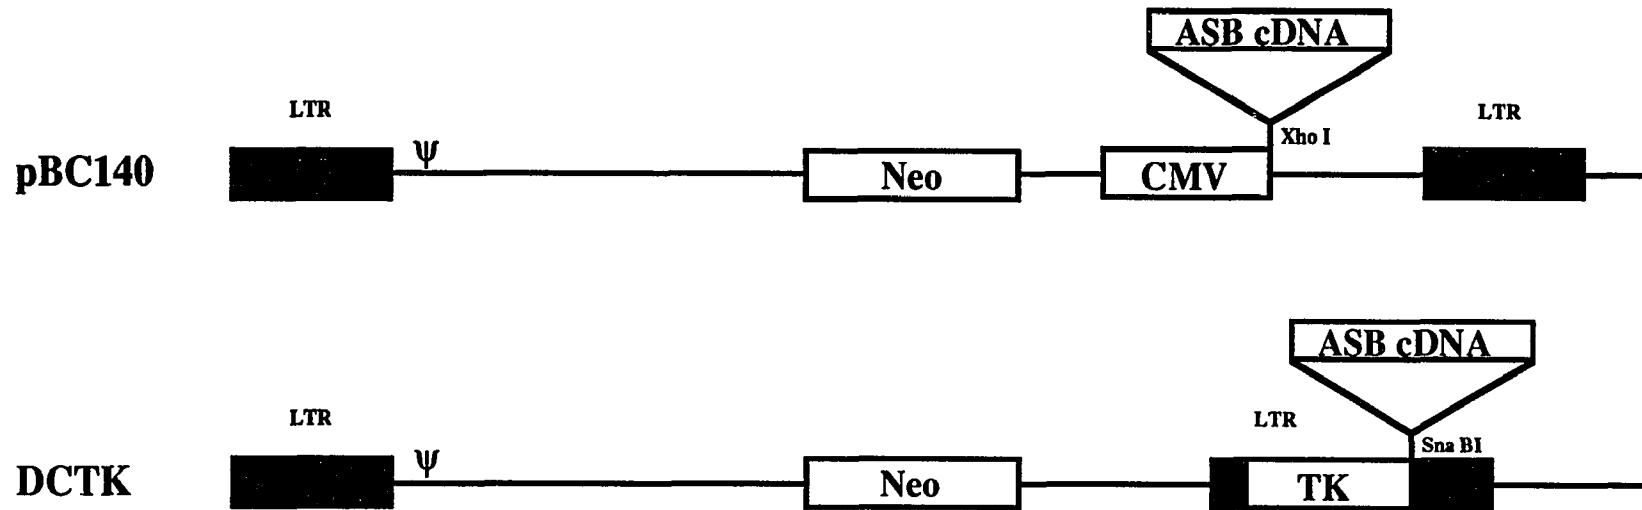 ASB cDNA
LTR
LTR
Xho I
pBC140
ψ
Neo
CMV
ASB cDNA
LTR
LTR
Sna BI
DCTK
ψ
Neo
TK